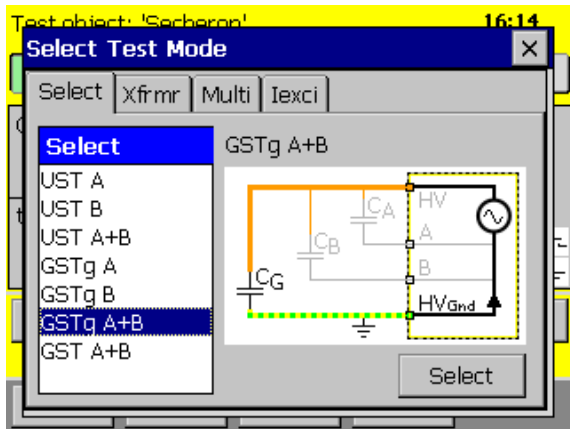 Test object: 'Secheron'
16:14
Select Test Mode
Select
Xfrmr
Multi
Iexci
Select
UST A
UST B
UST A+B
GSTg A
GSTg B
GSTg A+B
GST A+B
GSTg A+B
HV
CA
A
CB
B
CG
HVGnd
Select